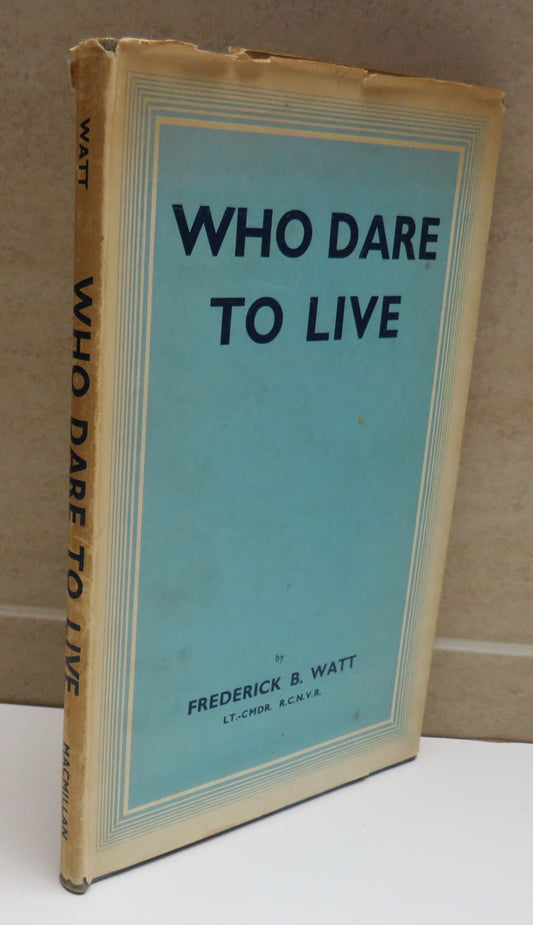 WATT
WHO DARE TO LIVE
MACMILLAN
WHO DARE
TO LIVE
by
FREDERICK B. WATT
LT.-CMDR. R.C.N.V.R.